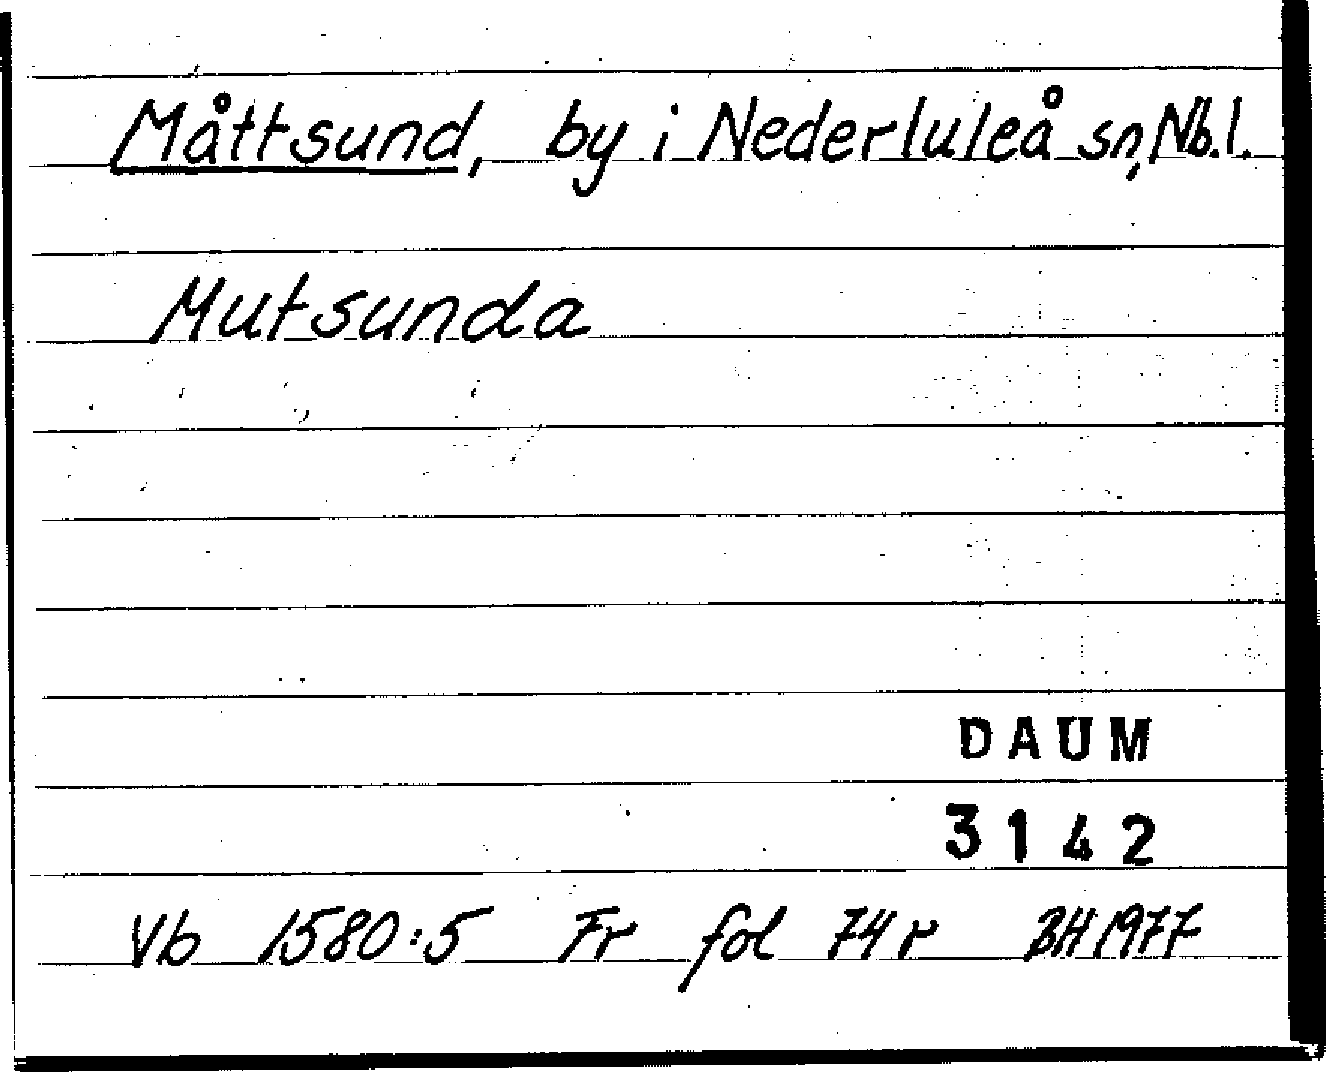 Måttsund, by i Nederluleå sn, Nb.l.
Mutsunda
DAUM
3142
Vb 1580:5 Fr fol 74 r BH 1977